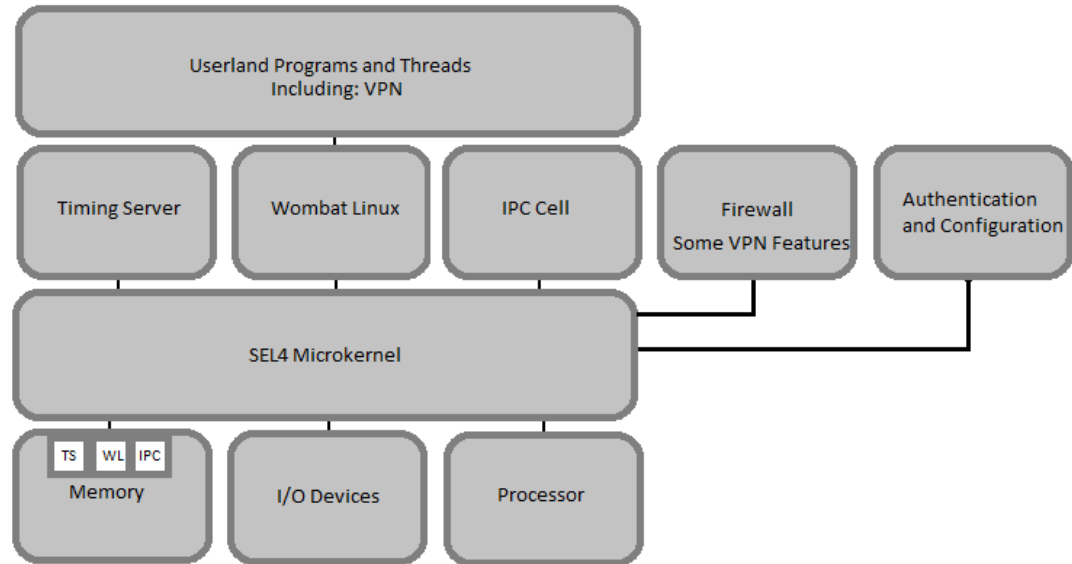 Userland Programs and Threads
Including: VPN
Timing Server
Wombat Linux
IPC Cell
Firewall
Some VPN Features
Authentication
and Configuration
SEL4 Microkernel
TS
WL
IPC
Memory
I/O Devices
Processor